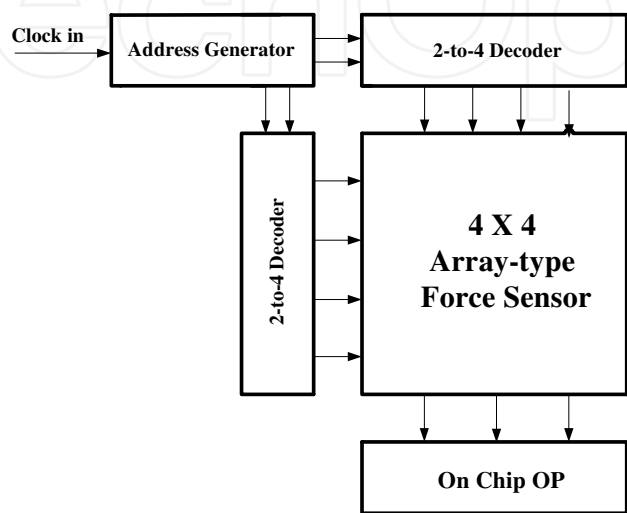 Clock in
Address Generator
2-to-4 Decoder
2-to-4 Decoder
4 X 4
Array-type
Force Sensor
On Chip OP